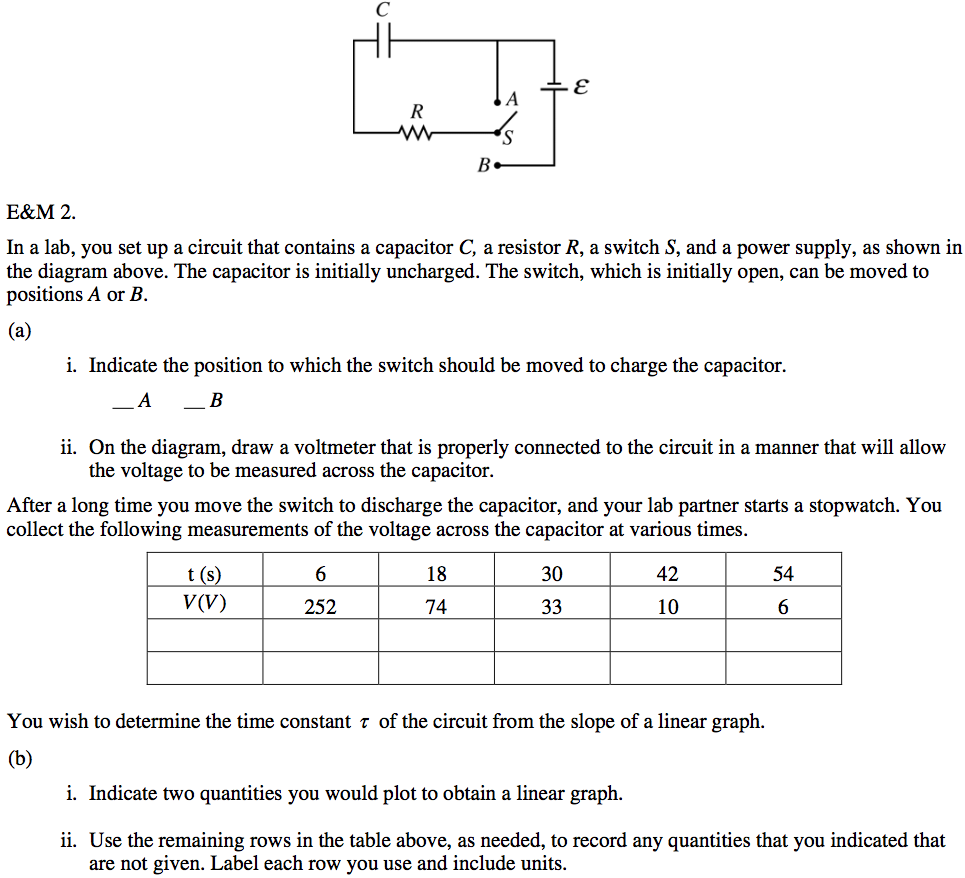 C
ε
A
R
S
B
E&M 2.
In a lab, you set up a circuit that contains a capacitor C, a resistor R, a switch S, and a power supply, as shown in
the diagram above. The capacitor is initially uncharged. The switch, which is initially open, can be moved to
positions A or B.
(a)
i. Indicate the position to which the switch should be moved to charge the capacitor.
__ A __ B
ii. On the diagram, draw a voltmeter that is properly connected to the circuit in a manner that will allow
the voltage to be measured across the capacitor.
After a long time you move the switch to discharge the capacitor, and your lab partner starts a stopwatch. You
collect the following measurements of the voltage across the capacitor at various times.
t (s) 6 18 30 42 54
V(V) 252 74 33 10 6
You wish to determine the time constant τ of the circuit from the slope of a linear graph.
(b)
i. Indicate two quantities you would plot to obtain a linear graph.
ii. Use the remaining rows in the table above, as needed, to record any quantities that you indicated that
are not given. Label each row you use and include units.